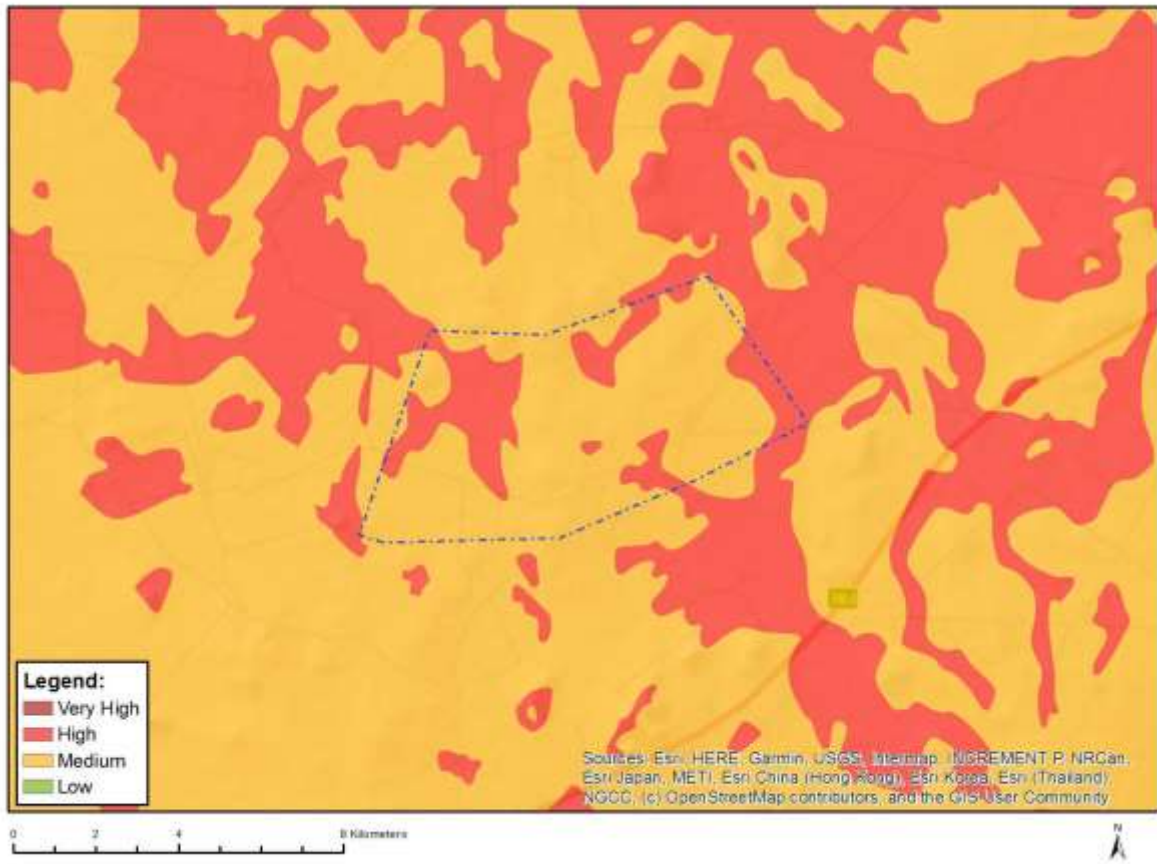 Legend:
Very High
High
Medium
Low
Sources: Esri, HERE, Garmin, USGS, Intermap, INCREMENT P, NRCan,
Esri Japan, METI, Esri China (Hong Kong), Esri Korea, Esri (Thailand),
NGCC, (c) OpenStreetMap contributors, and the GIS User Community
0 2 4 8 Kilometers
N